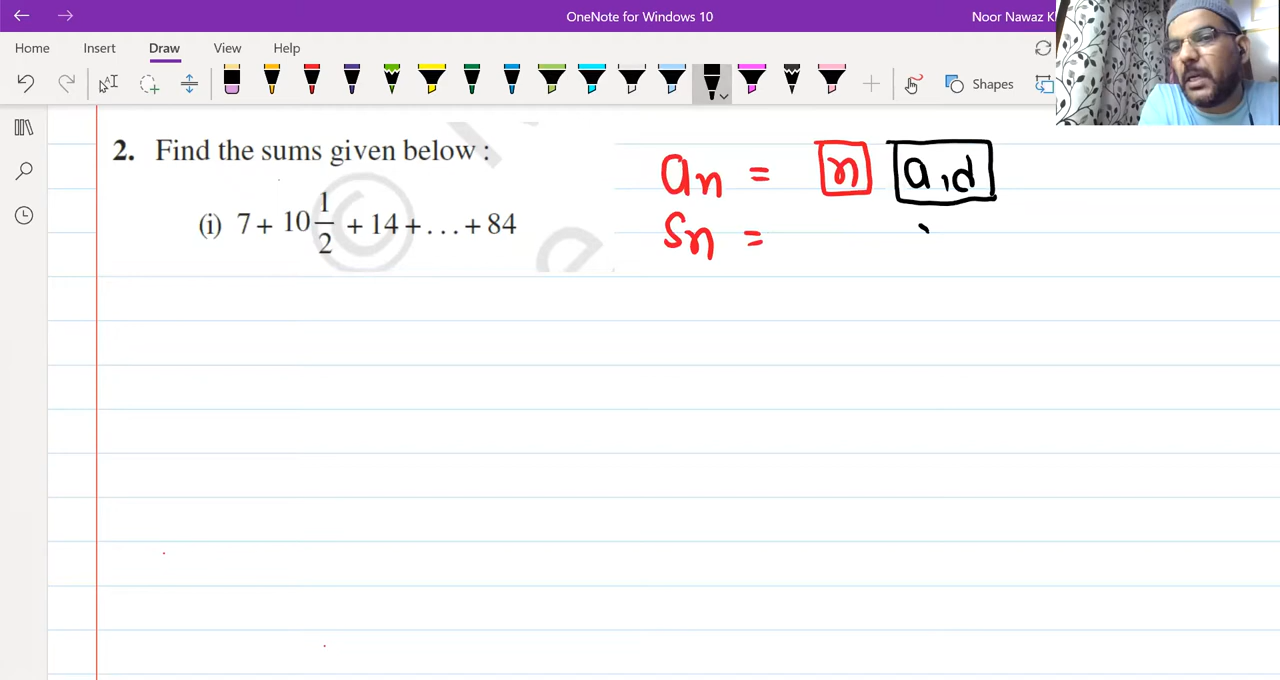 OneNote for Windows 10
Noor Nawaz K
Home Insert Draw View Help
Shapes
2. Find the sums given below :
(i) 7 + 10 1/2 + 14 + . . . + 84
an = n a,d
Sn =